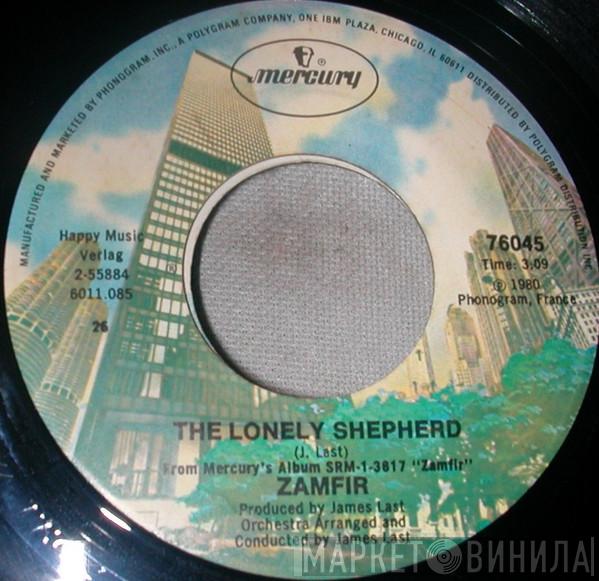 MANUFACTURED AND MARKETED BY PHONOGRAM, INC., A POLYGRAM COMPANY, ONE IBM PLAZA, CHICAGO, IL 60611 DISTRIBUTED BY POLYGRAM DISTRIBUTION INC.
mercury
Happy Music
Verlag
2-55884
6011.085
26
76045
Time: 3,09
℗ 1980
Phonogram, France
THE LONELY SHEPHERD
(J. Last)
From Mercury's Album SRM-1-3817 "Zamfir"
ZAMFIR
Produced by James Last
Orchestra Arranged and
Conducted by James Last
МАРКЕТ ВИНИЛА